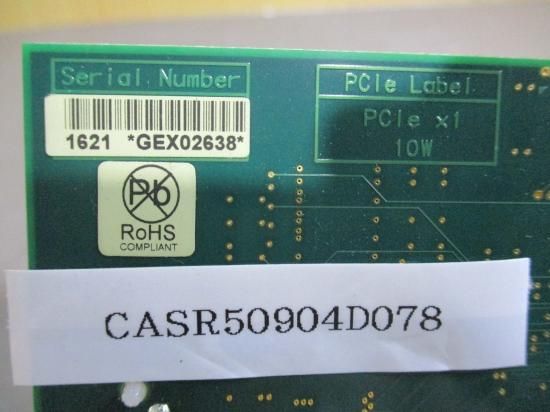 Serial Number
1621 *GEX02638*
Pb
RoHS
COMPLIANT
PCIe Label
PCIe x1
10W
CASR50904D078